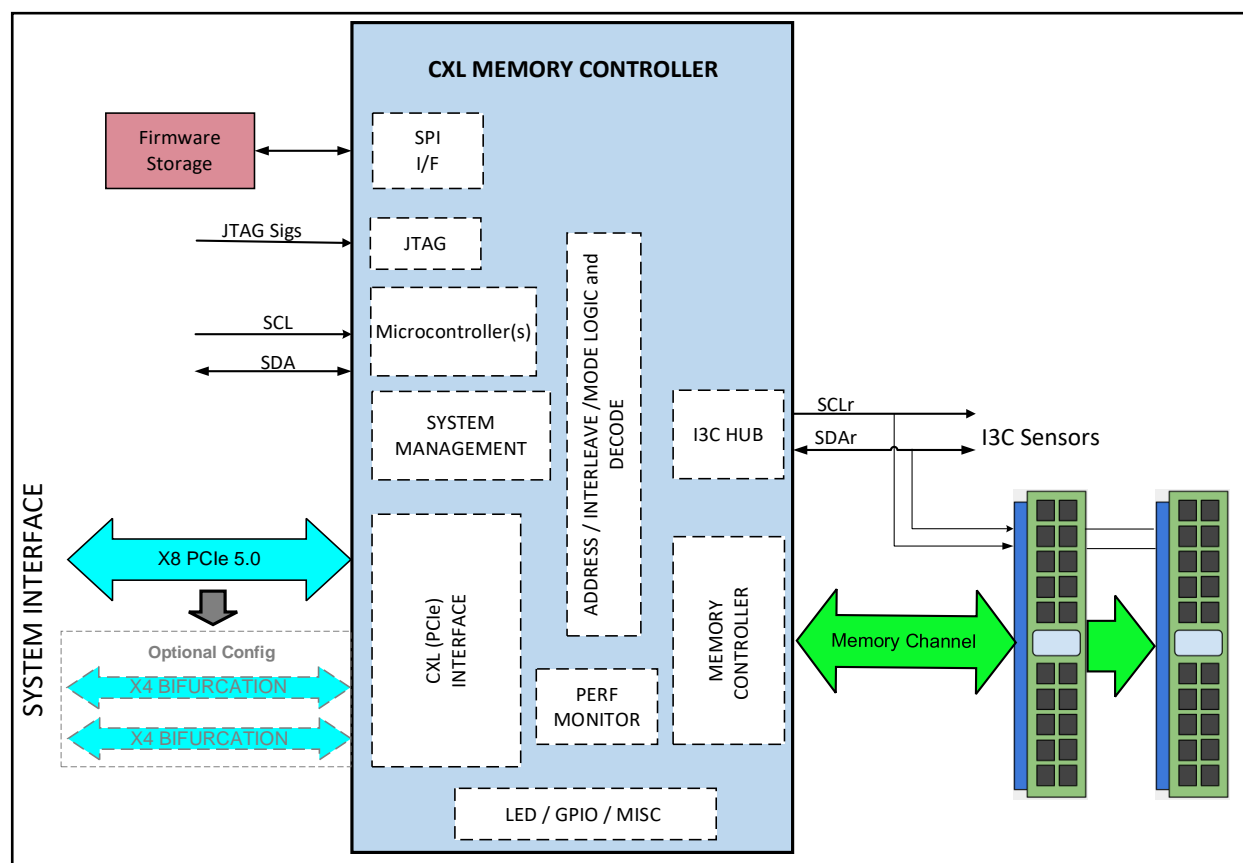 CXL MEMORY CONTROLLER
Firmware
Storage
SPI
I/F
JTAG Sigs
JTAG
SCL
SDA
Microcontroller(s)
SYSTEM
MANAGEMENT
ADDRESS / INTERLEAVE /MODE LOGIC and
DECODE
I3C HUB
SCLr
SDAr
I3C Sensors
SYSTEM INTERFACE
X8 PCIe 5.0
Optional Config
X4 BIFURCATION
X4 BIFURCATION
CXL (PCIe)
INTERFACE
PERF
MONITOR
MEMORY
CONTROLLER
Memory Channel
LED / GPIO / MISC